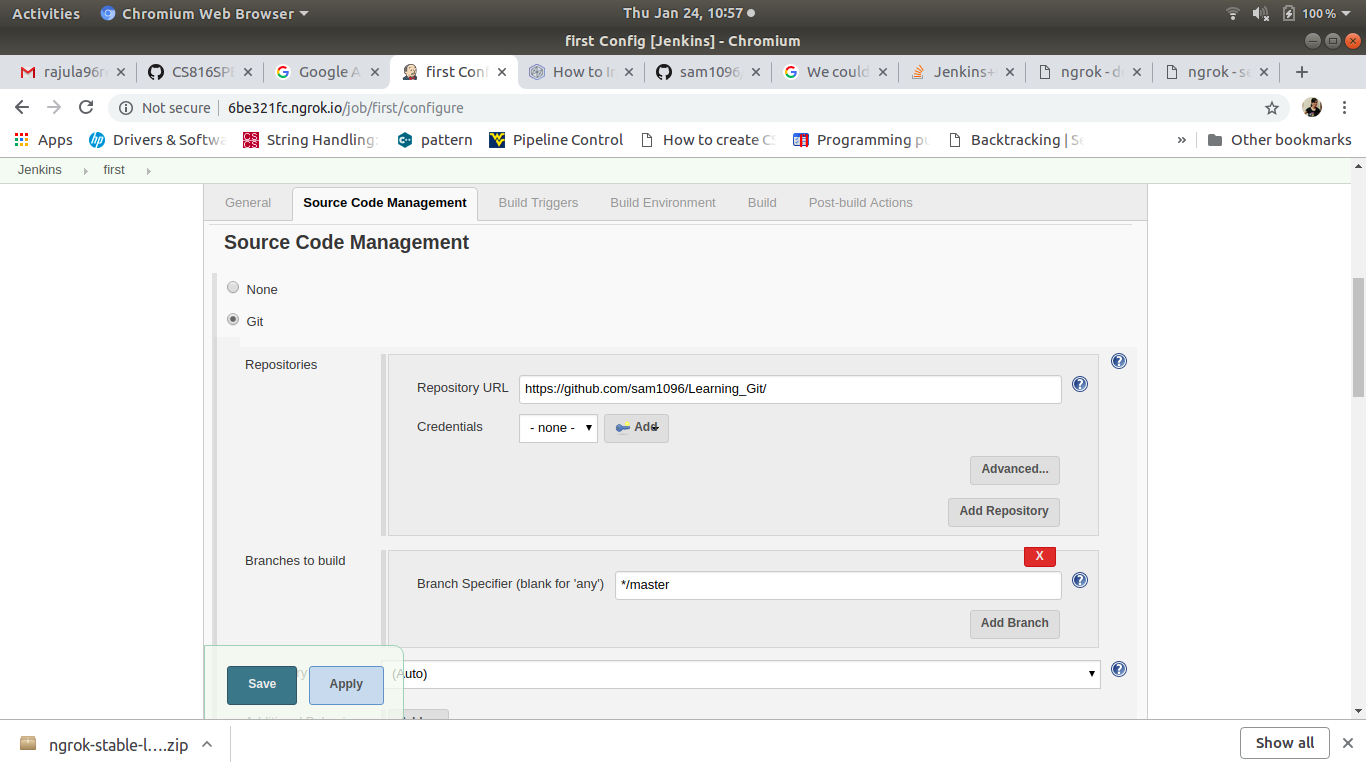 Activities Chromium Web Browser Thu Jan 24, 10:57 100%
first Config [Jenkins] - Chromium
rajula96r CS816SPE Google A first Conf How to In sam1096/ We could Jenkins+ ngrok - d ngrok - se
Not secure 6be321fc.ngrok.io/job/first/configure
Apps Drivers & Softwa String Handling: pattern Pipeline Control How to create CS Programming pu Backtracking | Se » Other bookmarks
Jenkins first
General Source Code Management Build Triggers Build Environment Build Post-build Actions
Source Code Management
None
Git
Repositories
Repository URL https://github.com/sam1096/Learning_Git/
Credentials - none - Add
Advanced...
Add Repository
Branches to build
X
Branch Specifier (blank for 'any') */master
Add Branch
(Auto)
Save Apply
ngrok-stable-l….zip Show all